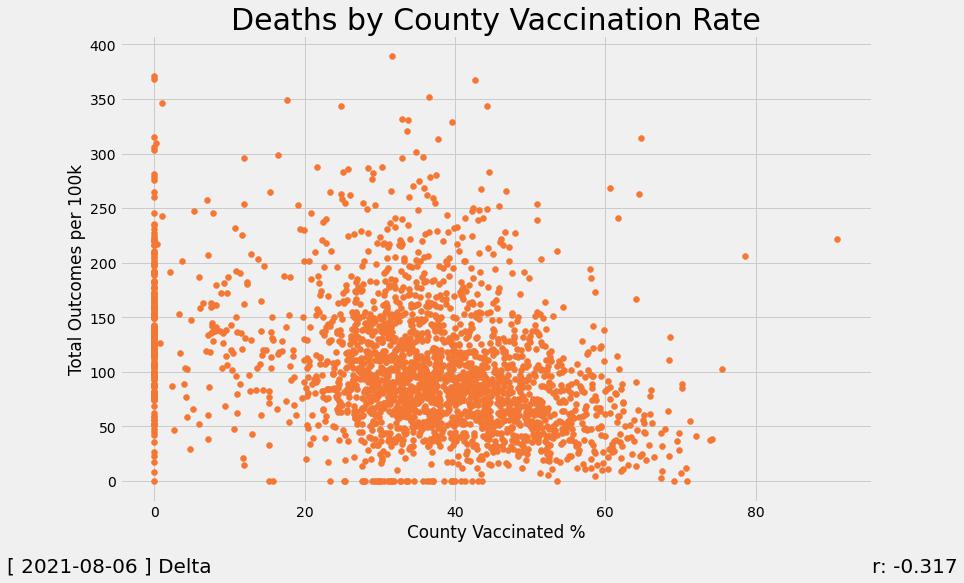 Deaths by County Vaccination Rate
Total Outcomes per 100k
400
350
300
250
200
150
100
50
0
0 20 40 60 80
County Vaccinated %
[ 2021-08-06 ] Delta r: -0.317